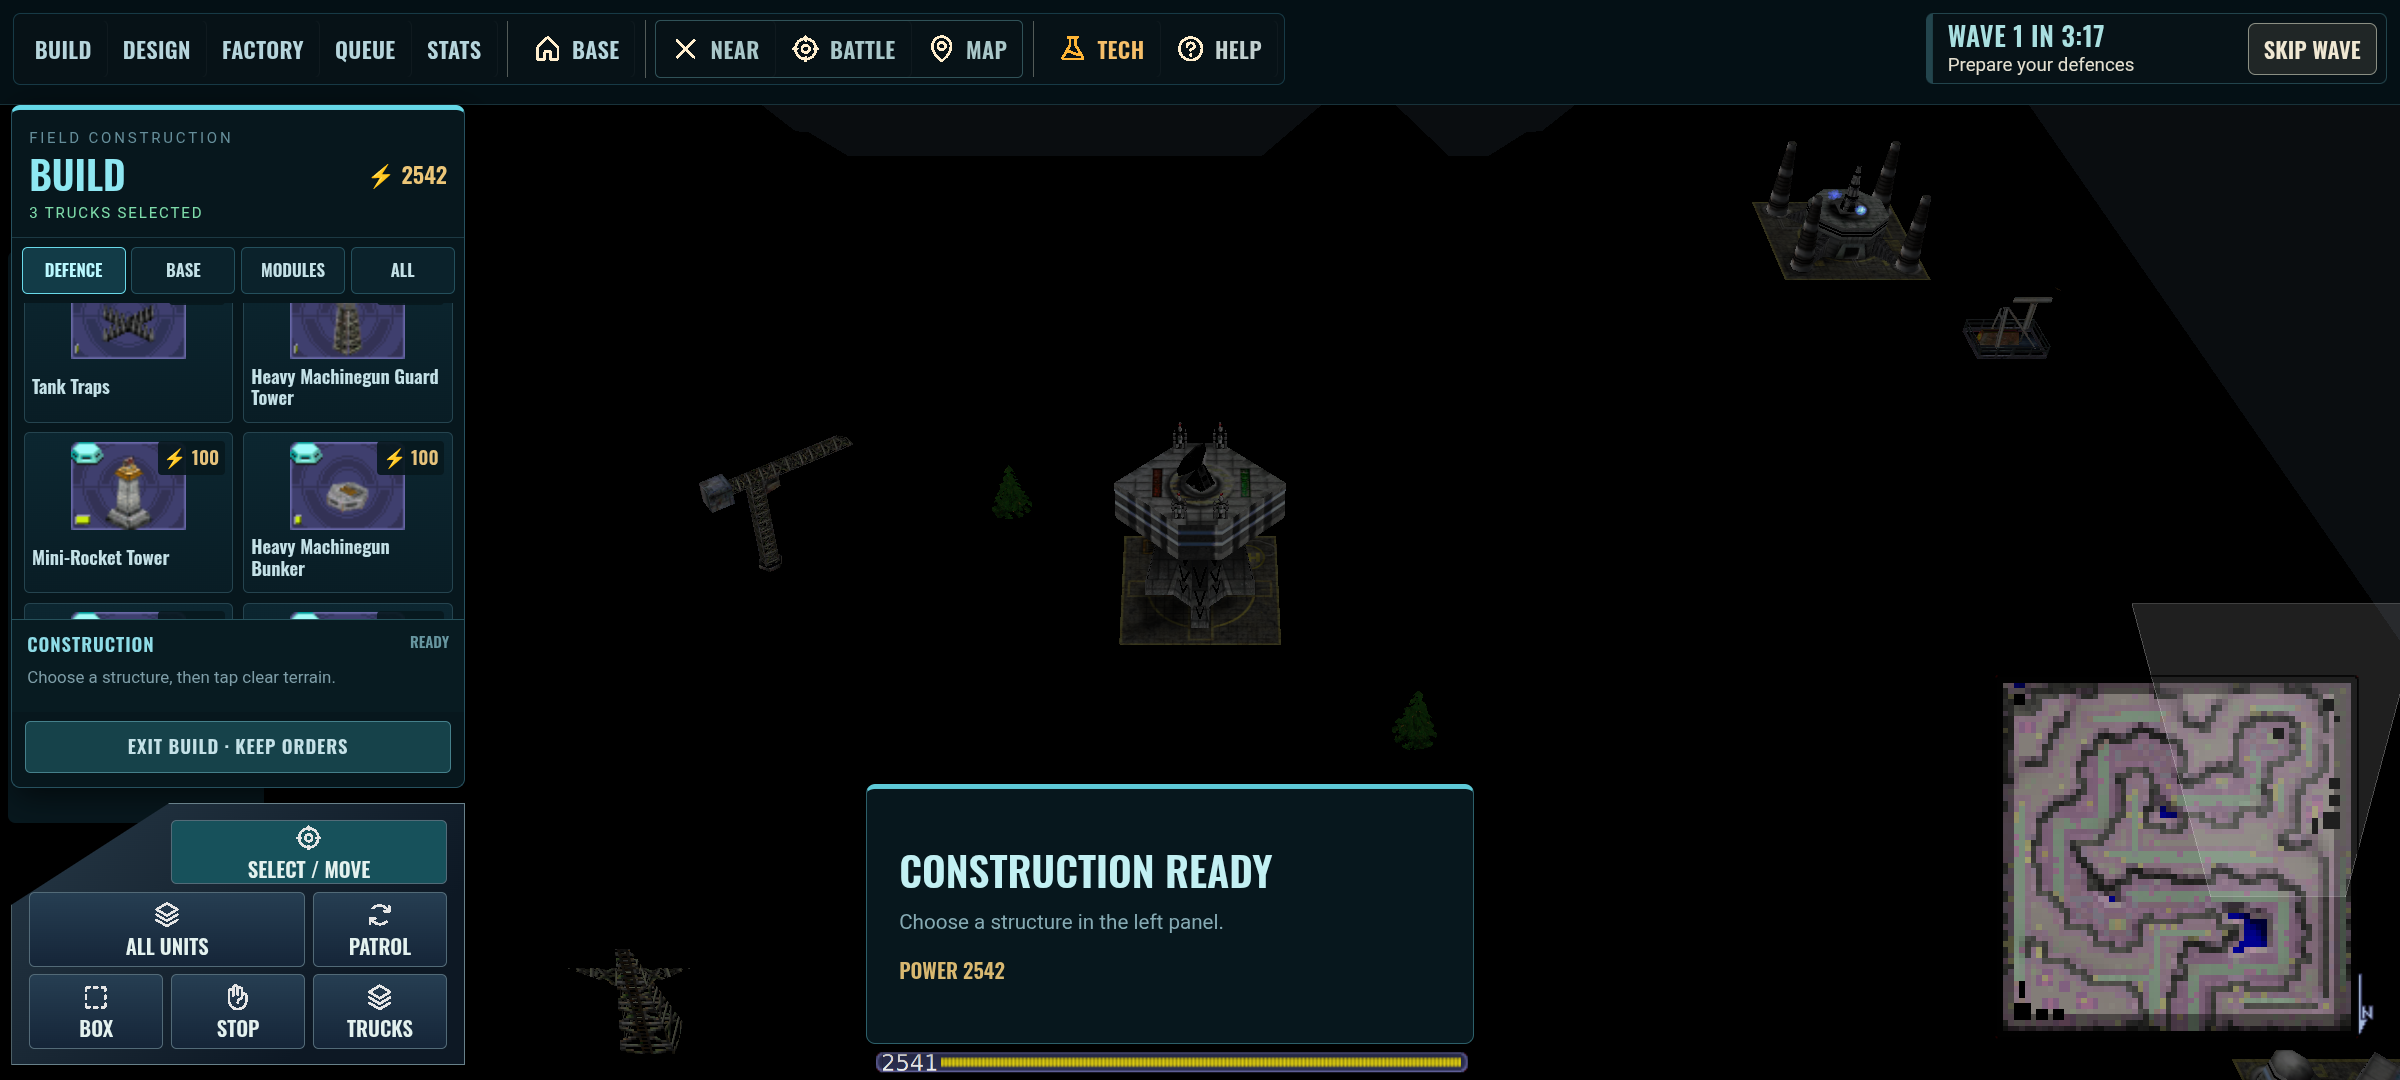 BUILD
DESIGN
FACTORY
QUEUE
STATS
BASE
NEAR
BATTLE
MAP
TECH
HELP
WAVE 1 IN 3:17
Prepare your defences
SKIP WAVE
FIELD CONSTRUCTION
BUILD
2542
3 TRUCKS SELECTED
DEFENCE
BASE
MODULES
ALL
Tank Traps
Heavy Machinegun Guard
Tower
100
Mini-Rocket Tower
100
Heavy Machinegun
Bunker
CONSTRUCTION
READY
Choose a structure, then tap clear terrain.
EXIT BUILD · KEEP ORDERS
SELECT / MOVE
ALL UNITS
PATROL
BOX
STOP
TRUCKS
CONSTRUCTION READY
Choose a structure in the left panel.
POWER 2542
2541
N